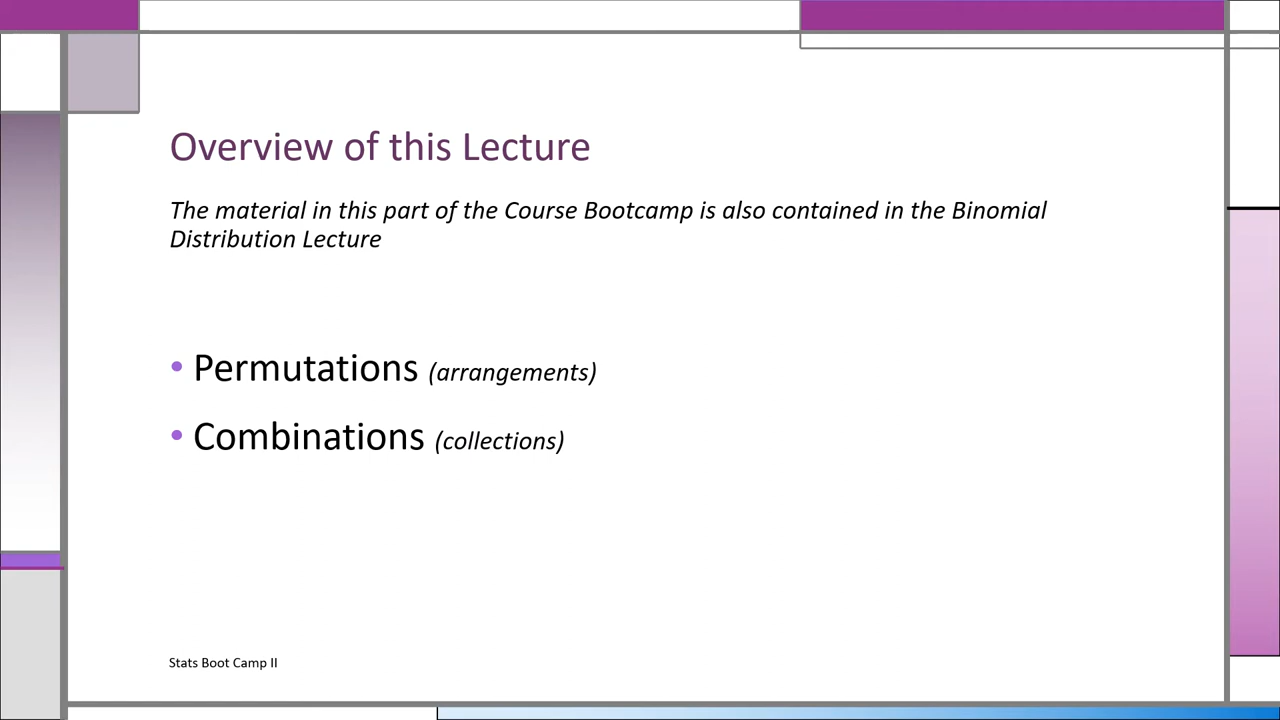 Overview of this Lecture
The material in this part of the Course Bootcamp is also contained in the Binomial
Distribution Lecture
• Permutations (arrangements)
• Combinations (collections)
Stats Boot Camp II